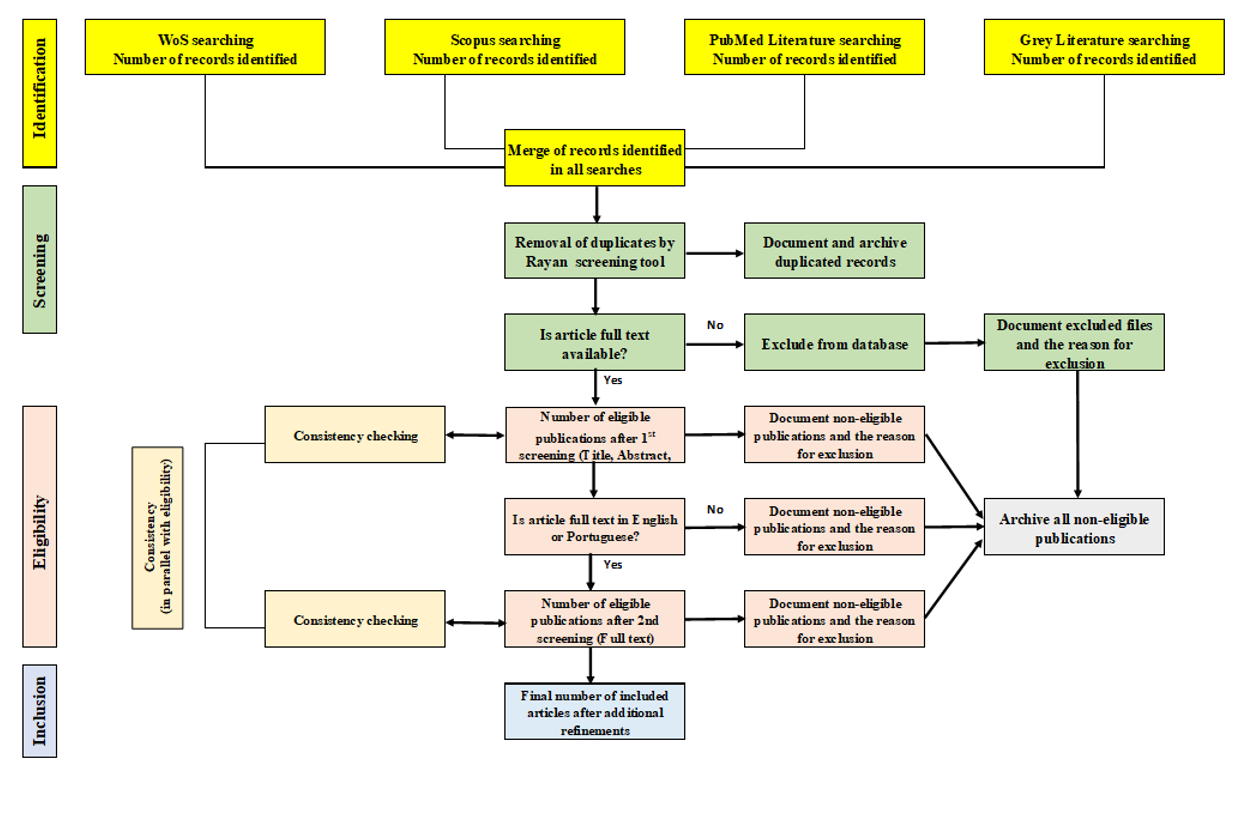 Identification
WoS searching
Number of records identified
Scopus searching
Number of records identified
PubMed Literature searching
Number of records identified
Grey Literature searching
Number of records identified
Merge of records identified
in all searches
Screening
Removal of duplicates by
Rayan screening tool
Document and archive
duplicated records
Is article full text
available?
No
Exclude from database
Document excluded files
and the reason for
exclusion
Yes
Eligibility
Consistency
(in parallel with eligibility)
Consistency checking
Number of eligible
publications after 1st
screening (Title, Abstract,
Document non-eligible
publications and the reason
for exclusion
Is article full text in English
or Portuguese?
No
Document non-eligible
publications and the reason
for exclusion
Archive all non-eligible
publications
Yes
Consistency checking
Number of eligible
publications after 2nd
screening (Full text)
Document non-eligible
publications and the reason
for exclusion
Inclusion
Final number of included
articles after additional
refinements